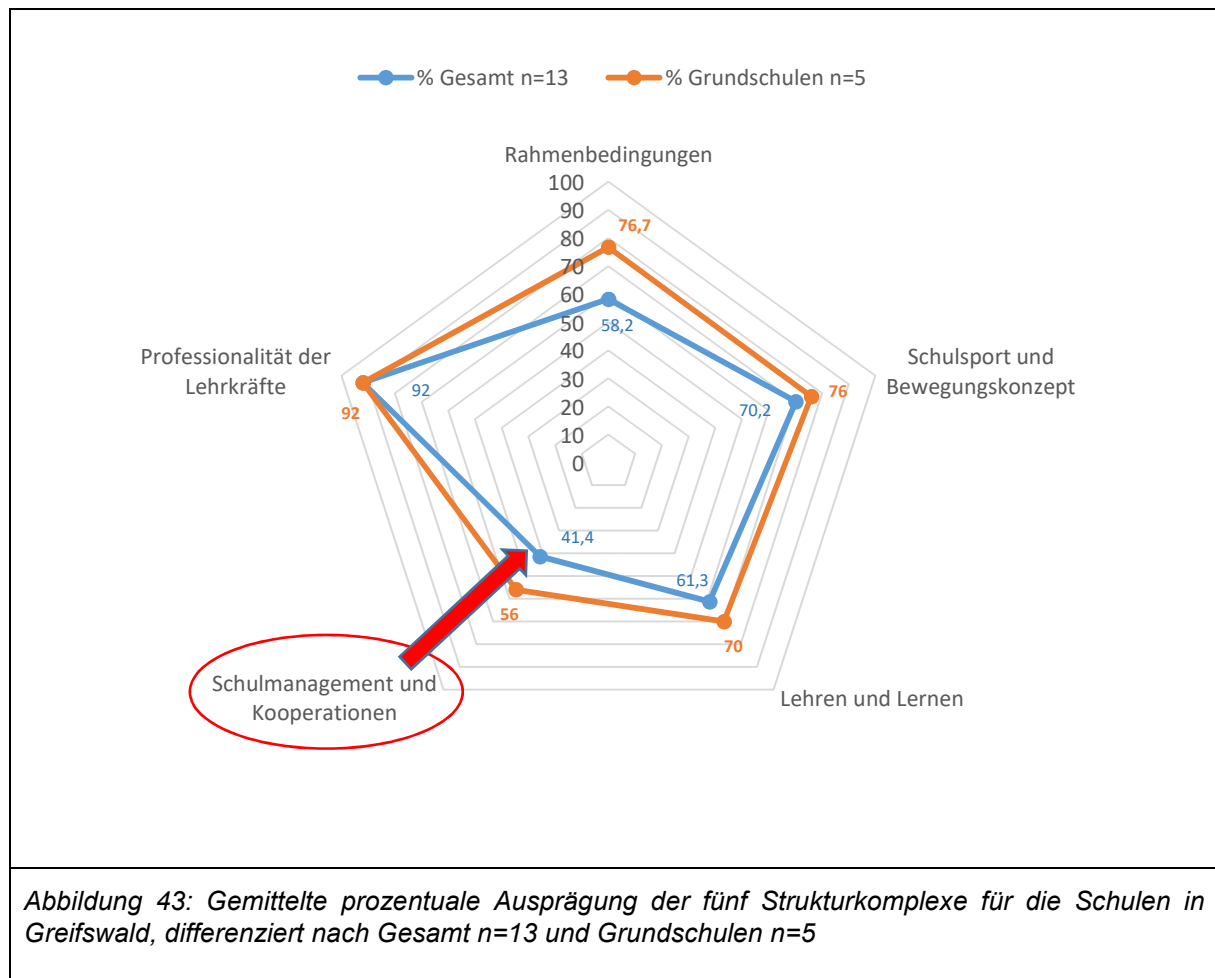 % Gesamt n=13 % Grundschulen n=5
Rahmenbedingungen
100
90
80
70
60
50
40
30
20
10
0
76,7
58,2
Schulsport und
Bewegungskonzept
76
70,2
Lehren und Lernen
61,3
70
Schulmanagement und
Kooperationen
41,4
56
Professionalität der
Lehrkräfte
92
92
Abbildung 43: Gemittelte prozentuale Ausprägung der fünf Strukturkomplexe für die Schulen in
Greifswald, differenziert nach Gesamt n=13 und Grundschulen n=5